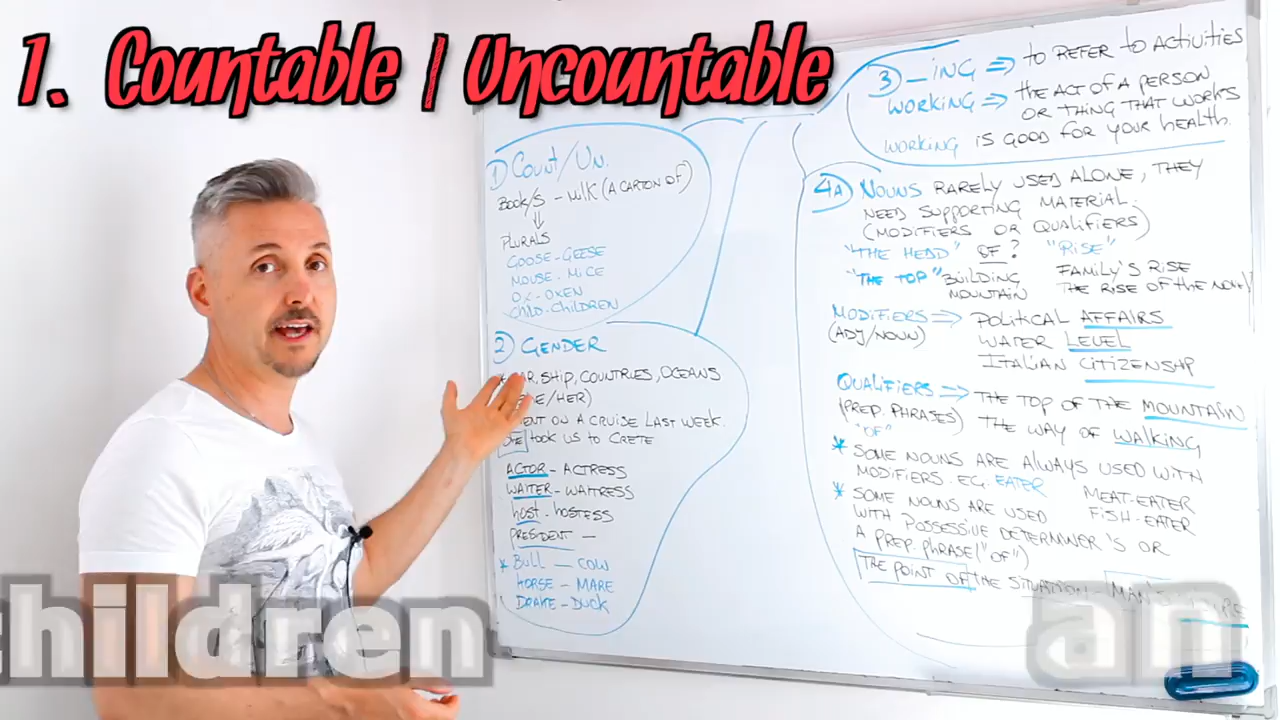 1. Countable | Uncountable
1) Count/Un.
Book/s - milk (A carton of)
Plurals
Goose - Geese
Mouse - Mice
Ox - Oxen
Child - Children
2) Gender
SHIP, COUNTRIES, OCEANS
/HER)
ON A CRUISE LAST WEEK.
took us to CRETE
ACTOR - ACTRESS
WAITER - WAITRESS
host - hostess
PRESIDENT -
* Bull - COW
HORSE - MARE
DRAKE - DUCK
3) _ING ⇒ to REFER to ACTIVITIES
WORKING ⇒ the ACT OF A PERSON
OR tHING tHAT WORKS
WORKING IS GOOD FOR YOUR hEALTH.
4A) NOUNS RARELY USED ALONE, tHEY
NEED SUPPORTING MATERIAL.
(MODIFIERS OR QUALIFIERS)
"THE HEAD" OF? "RISE"
"THE TOP" BUILDING FAMILY'S RISE
MOUNTAIN THE RISE OF the
MODIFIERS ⇒ POLITICAL AFFAIRS
(ADJ/NOUN) WATER LEVEL
ITALIAN CITIZENSHIP
QUALIFIERS ⇒ THE TOP OF THE MOUNTAIN
(PREP. PHRASES) THE WAY OF WALKING
"OF"
* SOME NOUNS ARE ALWAYS USED WITH
MODIFIERS. EG. EATER MEAT-EATER
* SOME NOUNS ARE USED FISH-EATER
WITH POSSESSIVE DETERMINER 'S OR
A PREP. PHRASE ("OF")
THE POINT OF THE SITUATION -
children
an